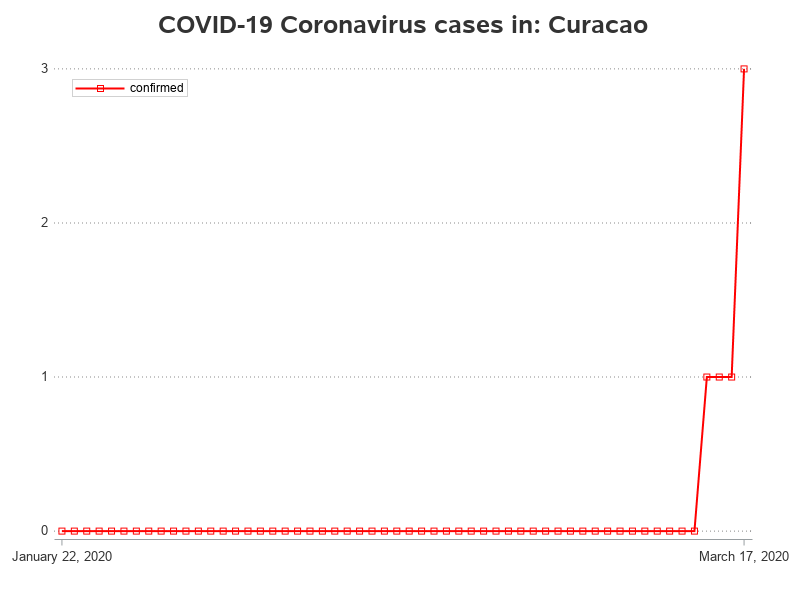 COVID-19 Coronavirus cases in: Curacao
3
confirmed
2
1
0
January 22, 2020
March 17, 2020